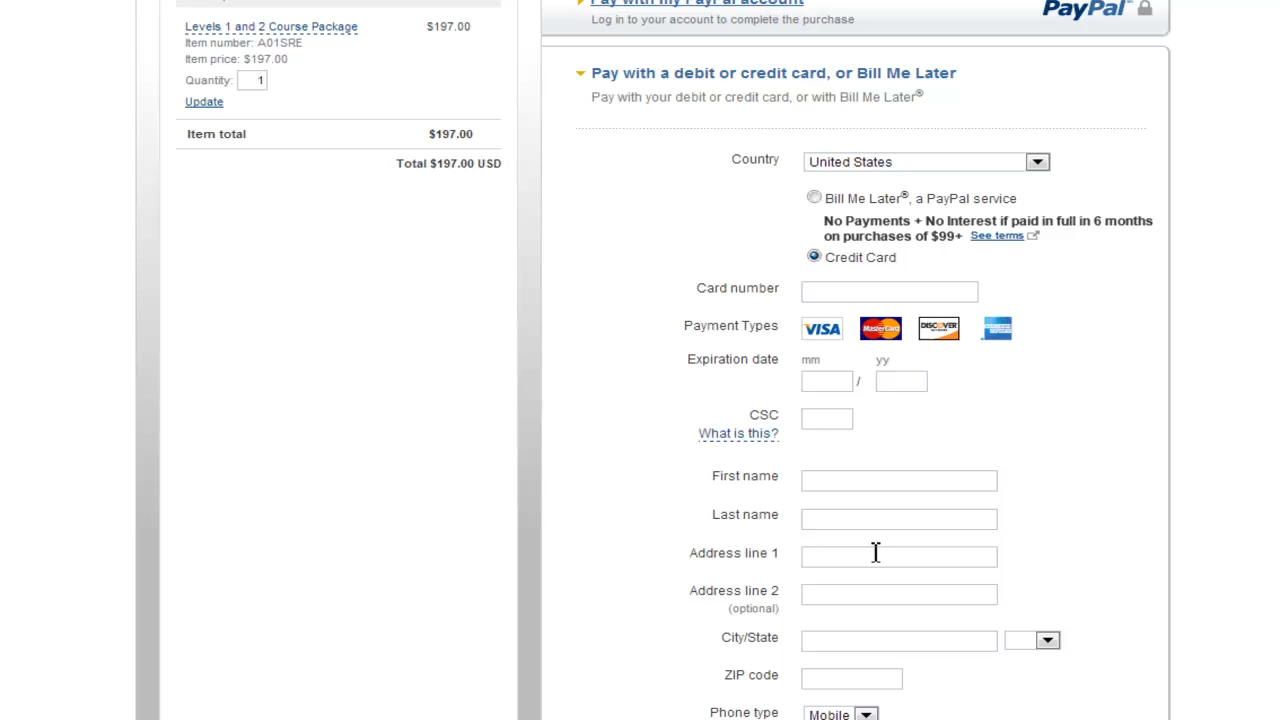 Levels 1 and 2 Course Package $197.00
Item number: A01SRE
Item price: $197.00
Quantity: 1
Update
Item total $197.00
Total $197.00 USD
Pay with my PayPal account
Log in to your account to complete the purchase
PayPal
Pay with a debit or credit card, or Bill Me Later
Pay with your debit or credit card, or with Bill Me Later®
Country United States
Bill Me Later®, a PayPal service
No Payments + No Interest if paid in full in 6 months
on purchases of $99+ See terms
Credit Card
Card number
Payment Types VISA MasterCard DISCOVER
Expiration date mm yy
/
CSC
What is this?
First name
Last name
Address line 1
Address line 2
(optional)
City/State
ZIP code
Phone type Mobile